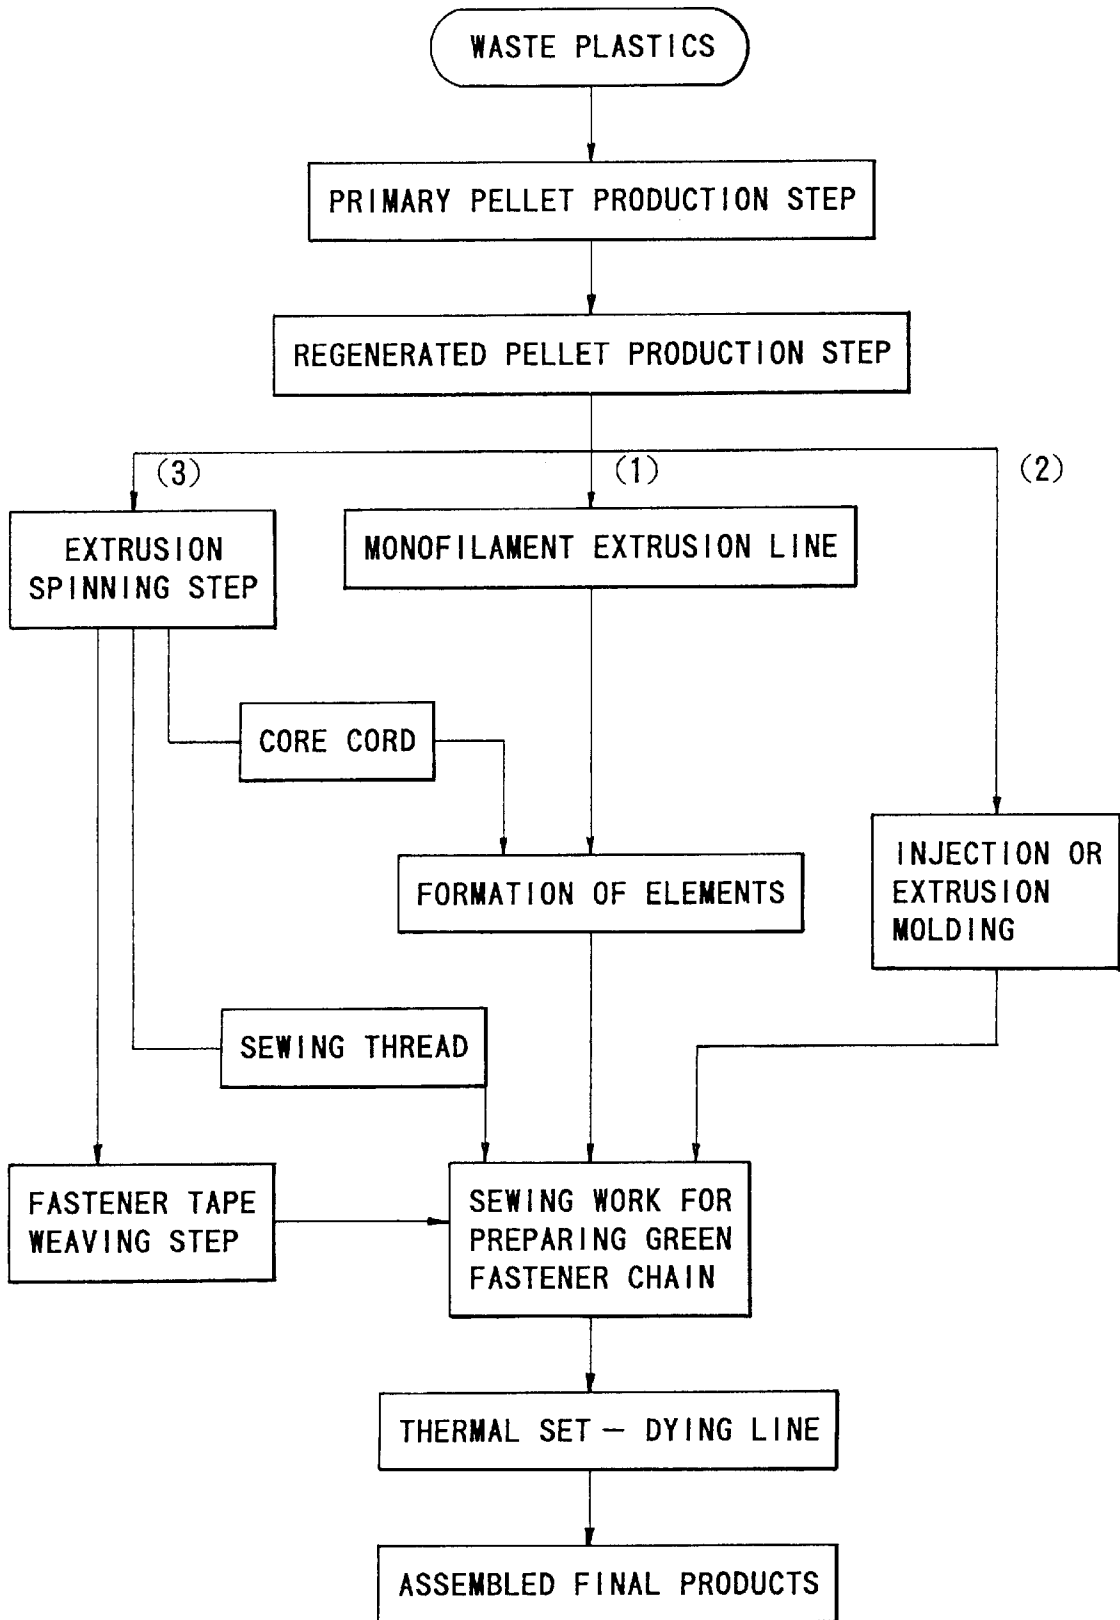 WASTE PLASTICS
PRIMARY PELLET PRODUCTION STEP
REGENERATED PELLET PRODUCTION STEP
(3)
(1)
(2)
EXTRUSION
SPINNING STEP
MONOFILAMENT EXTRUSION LINE
CORE CORD
FORMATION OF ELEMENTS
INJECTION OR
EXTRUSION
MOLDING
SEWING THREAD
FASTENER TAPE
WEAVING STEP
SEWING WORK FOR
PREPARING GREEN
FASTENER CHAIN
THERMAL SET — DYING LINE
ASSEMBLED FINAL PRODUCTS